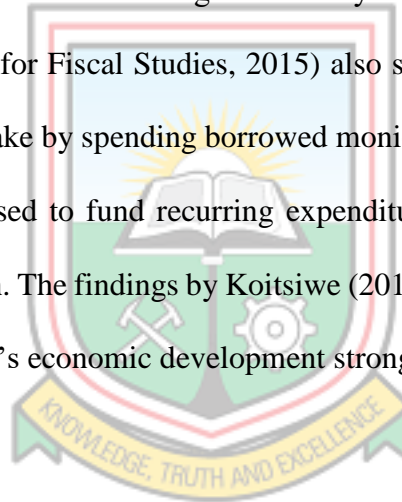 for Fiscal Studies, 2015) also s
ake by spending borrowed moni
sed to fund recurring expenditu
. The findings by Koitsiwe (201
's economic development strong
KNOWLEDGE, TRUTH AND EXCELLENCE